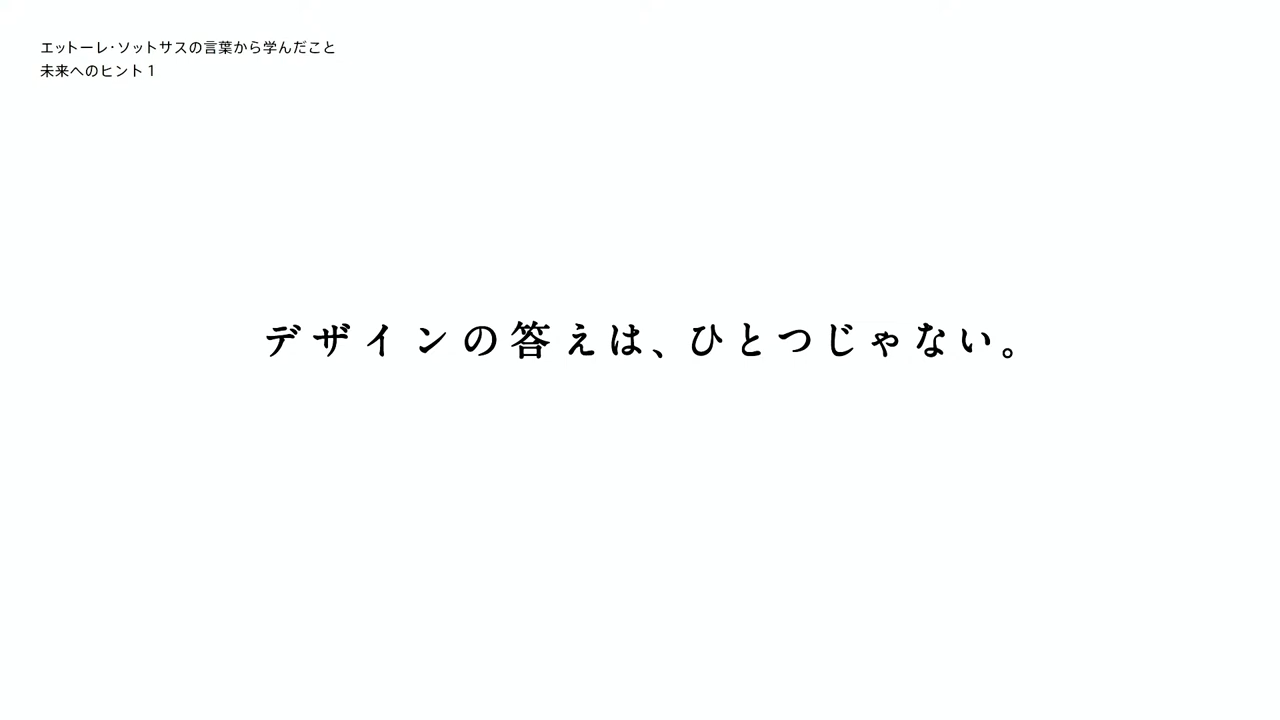 エットーレ・ソットサスの言葉から学んだこと
未来へのヒント1
デザインの答えは、ひとつじゃない。